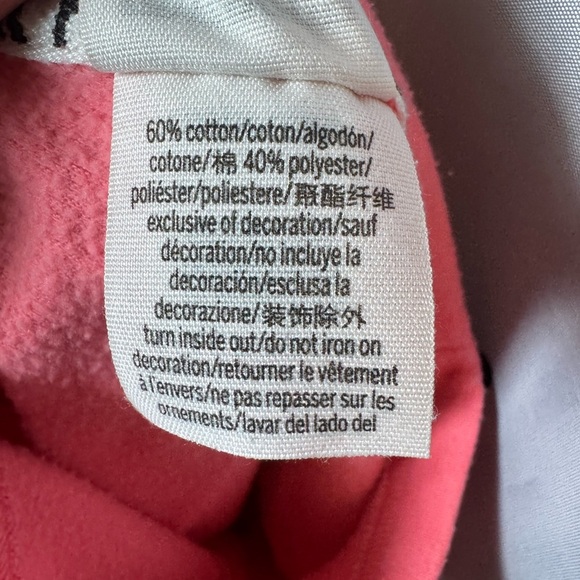 60% cotton/coton/algodón/
cotone/棉 40% polyester/
poliéster/poliestere/聚酯纤维
exclusive of decoration/sauf
décoration/no incluye la
decoración/esclusa la
decorazione/装饰除外
turn inside out/do not iron on
decoration/retourner le vêtement
à l'envers/ne pas repasser sur les
ornements/lavar del lado del